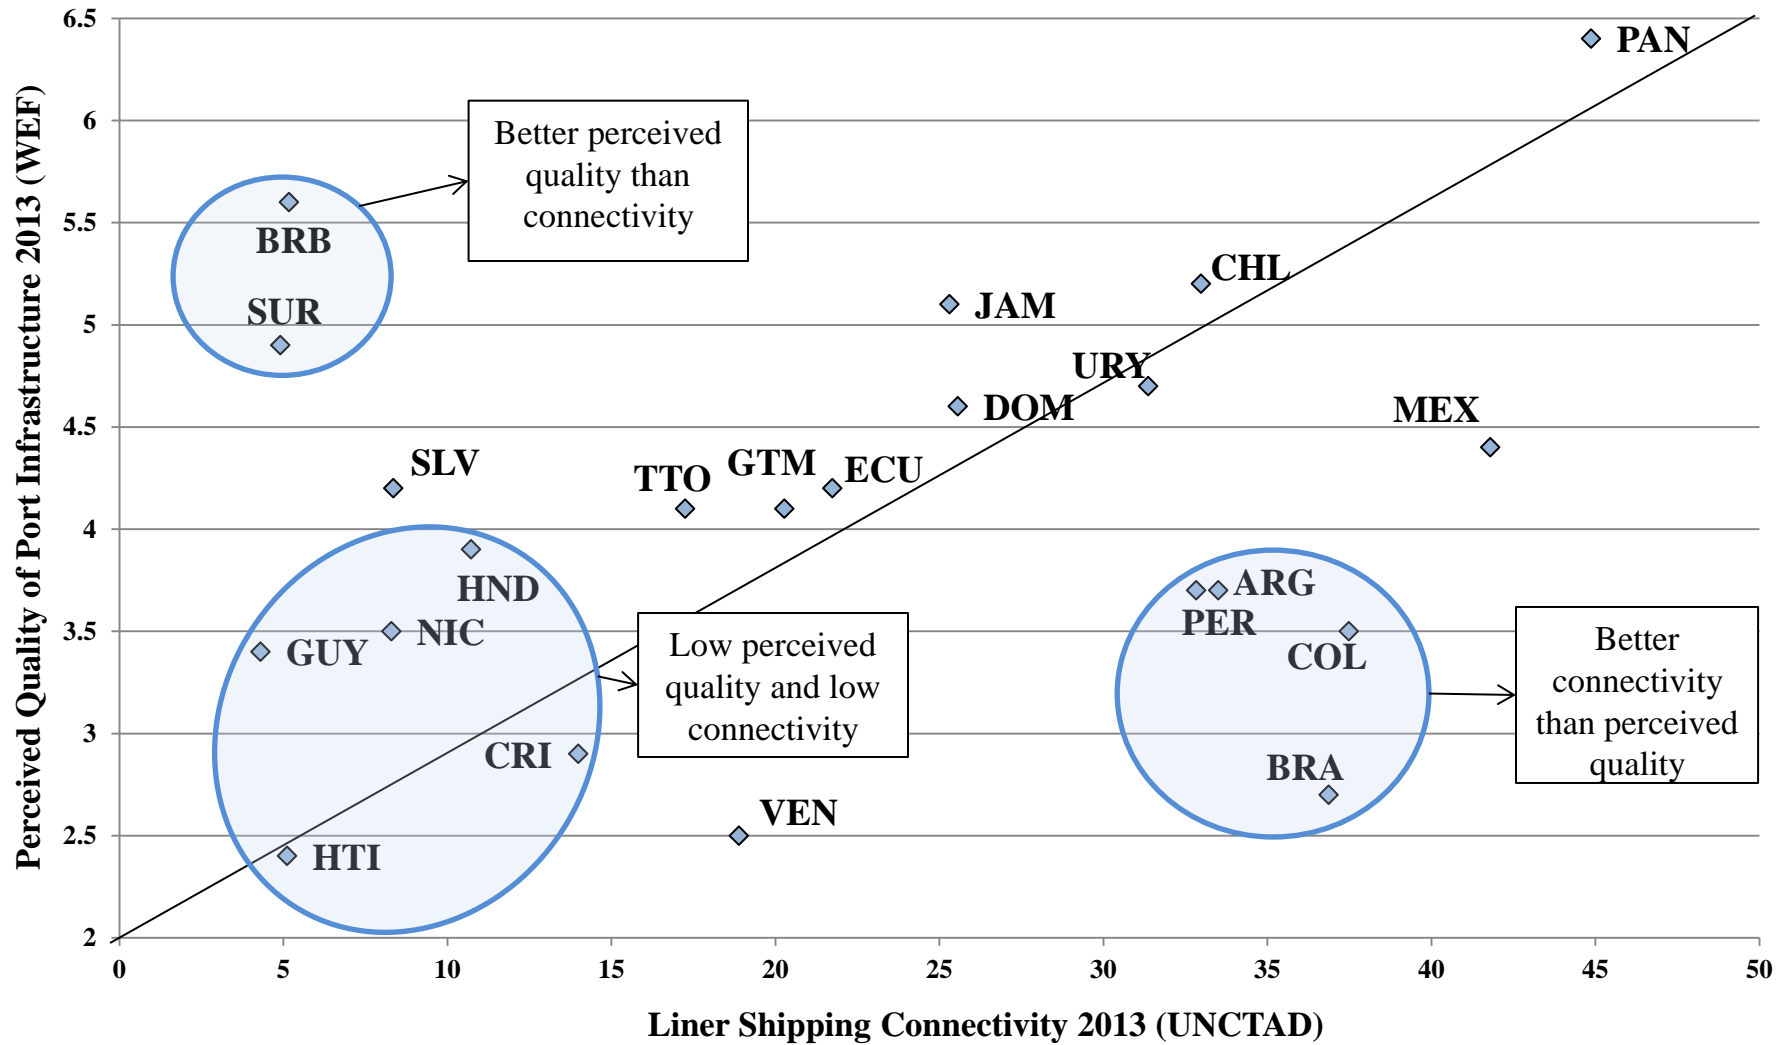 Perceived Quality of Port Infrastructure 2013 (WEF)
6.5
6
5.5
5
4.5
4
3.5
3
2.5
2
PAN
Better perceived
quality than
connectivity
BRB
SUR
CHL
JAM
URY
DOM
MEX
SLV
TTO
GTM
ECU
HND
NIC
GUY
CRI
HTI
Low perceived
quality and low
connectivity
VEN
ARG
PER
COL
BRA
Better
connectivity
than perceived
quality
0
5
10
15
20
25
30
35
40
45
50
Liner Shipping Connectivity 2013 (UNCTAD)